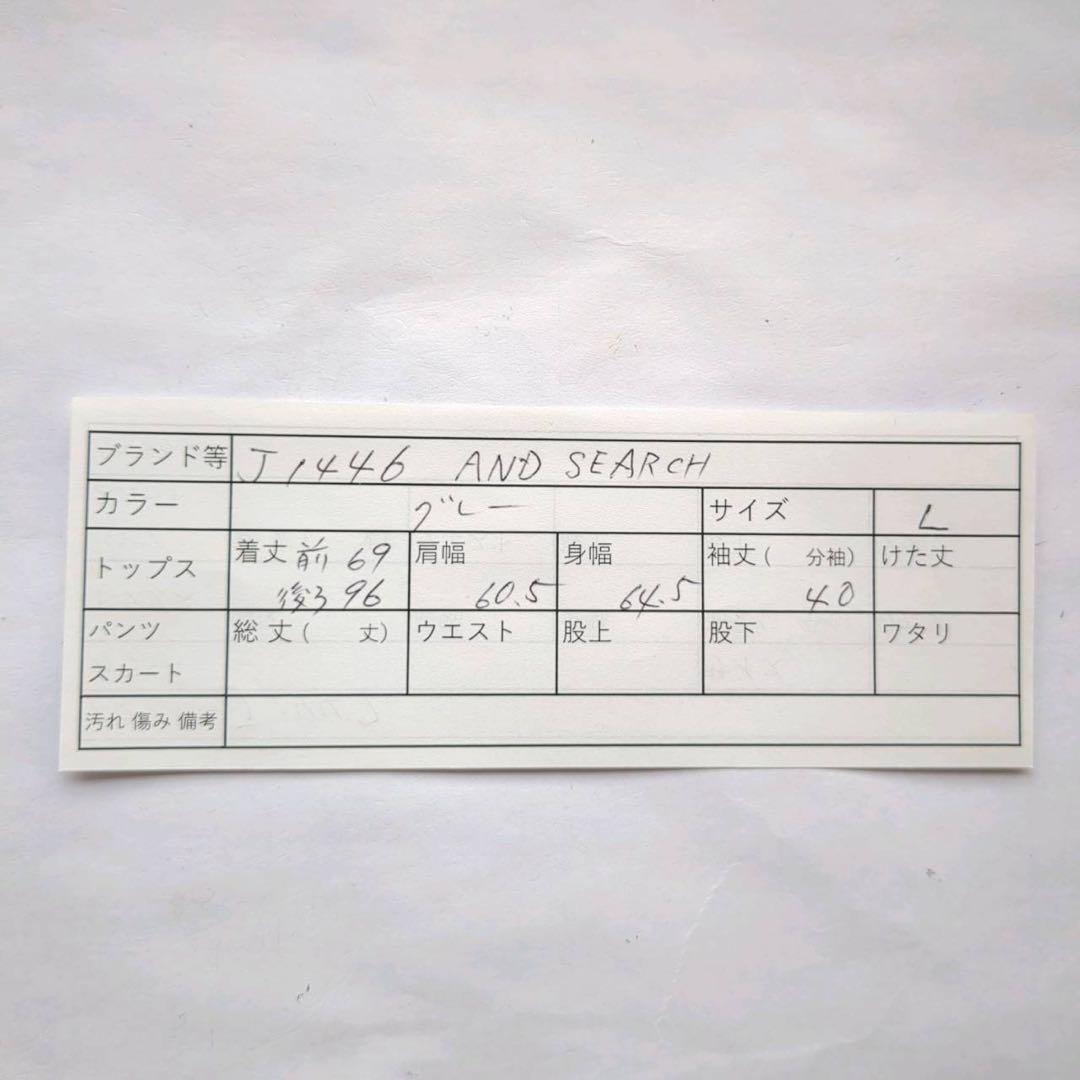 ブランド等 J1446 AND SEARCH
カラー グレー サイズ L
トップス 着丈 前 69 肩幅 身幅 袖丈( 分袖) けた丈
後ろ 96 60.5 64.5 40
パンツ 総丈( 丈) ウエスト 股上 股下 ワタリ
スカート
汚れ 傷み 備考